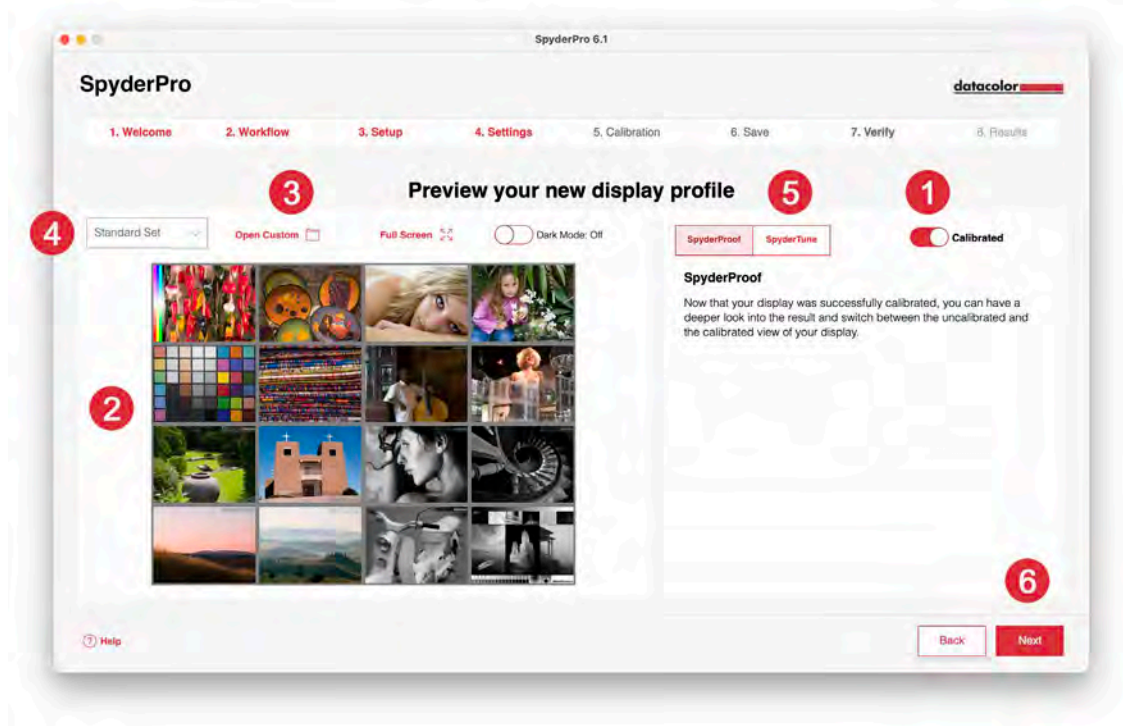 SpyderPro 6.1
SpyderPro
datacolor
1. Welcome
2. Workflow
3. Setup
4. Settings
5. Calibration
6. Save
7. Verify
8. Results
3
Preview your new display profile
5
1
4
Standard Set
Open Custom
Full Screen
Dark Mode: Off
SpyderProof
SpyderTune
Calibrated
SpyderProof
Now that your display was successfully calibrated, you can have a
deeper look into the result and switch between the uncalibrated and
the calibrated view of your display.
2
6
? Help
Back
Next